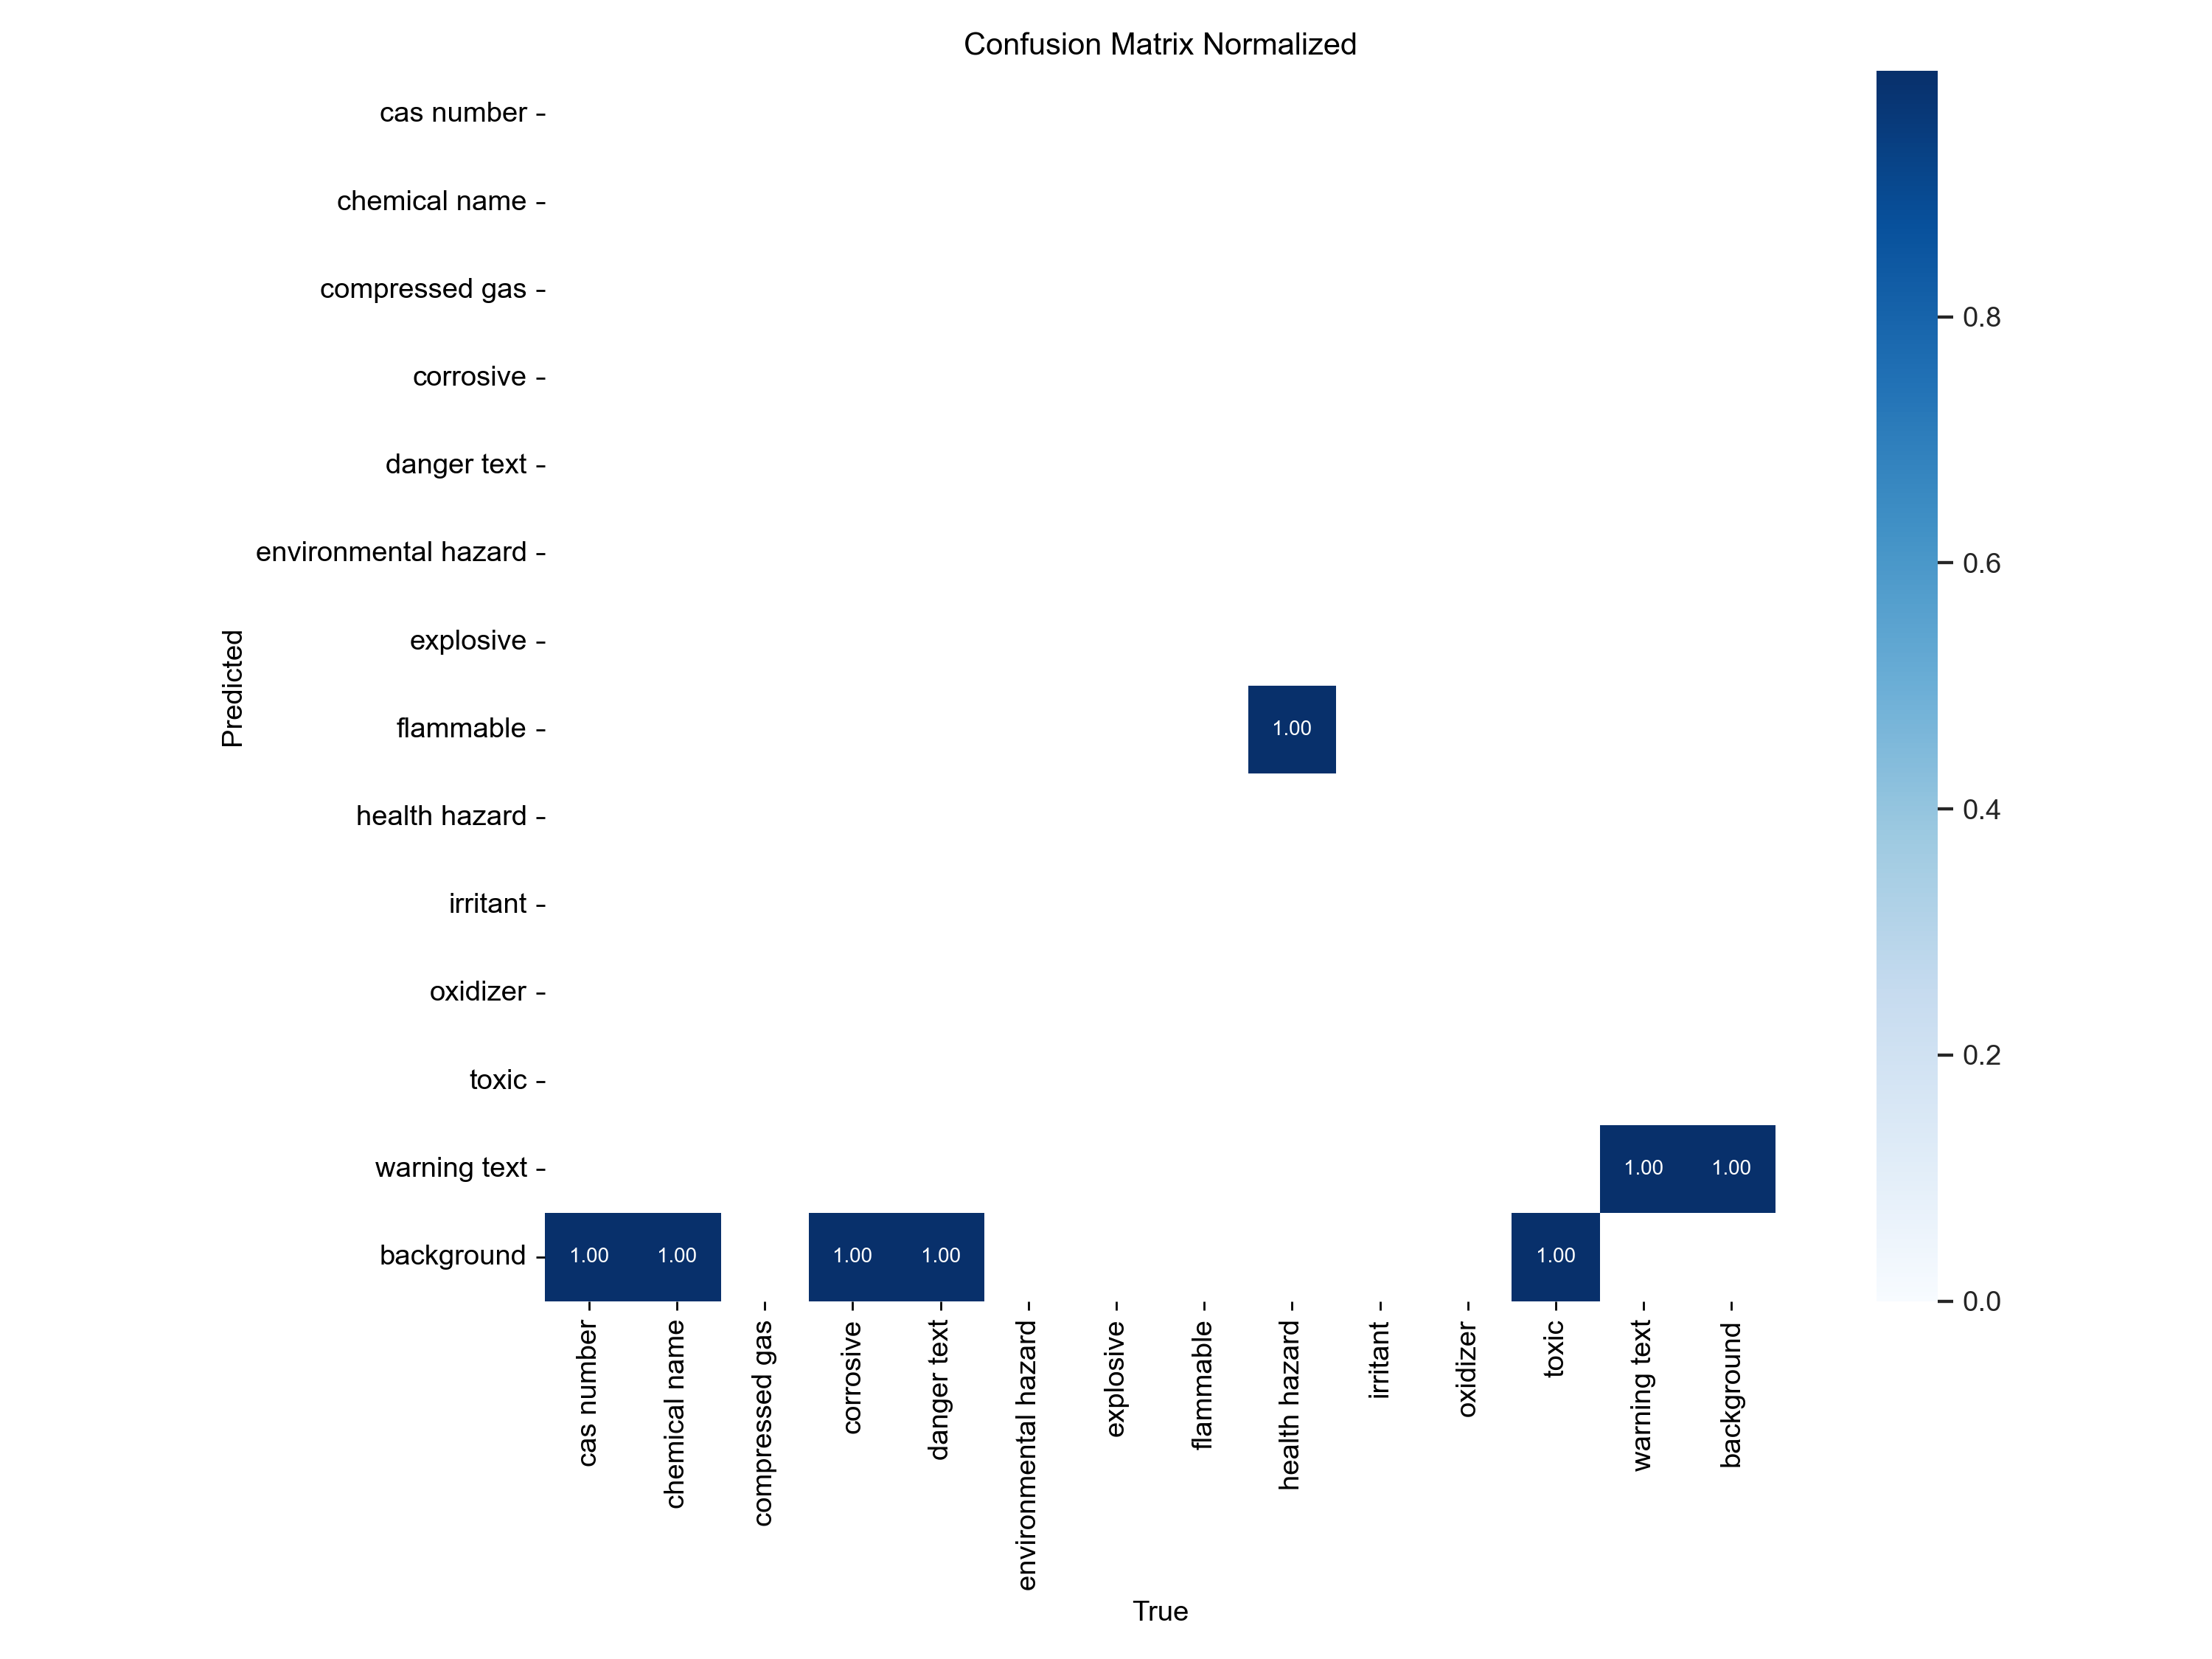 Confusion Matrix Normalized
cas number
chemical name
compressed gas
corrosive
danger text
environmental hazard
explosive
flammable
health hazard
irritant
oxidizer
toxic
warning text
background
Predicted
1.00
1.00 1.00
1.00 1.00 1.00 1.00 1.00
cas number
chemical name
compressed gas
corrosive
danger text
environmental hazard
explosive
flammable
health hazard
irritant
oxidizer
toxic
warning text
background
True
0.8
0.6
0.4
0.2
0.0